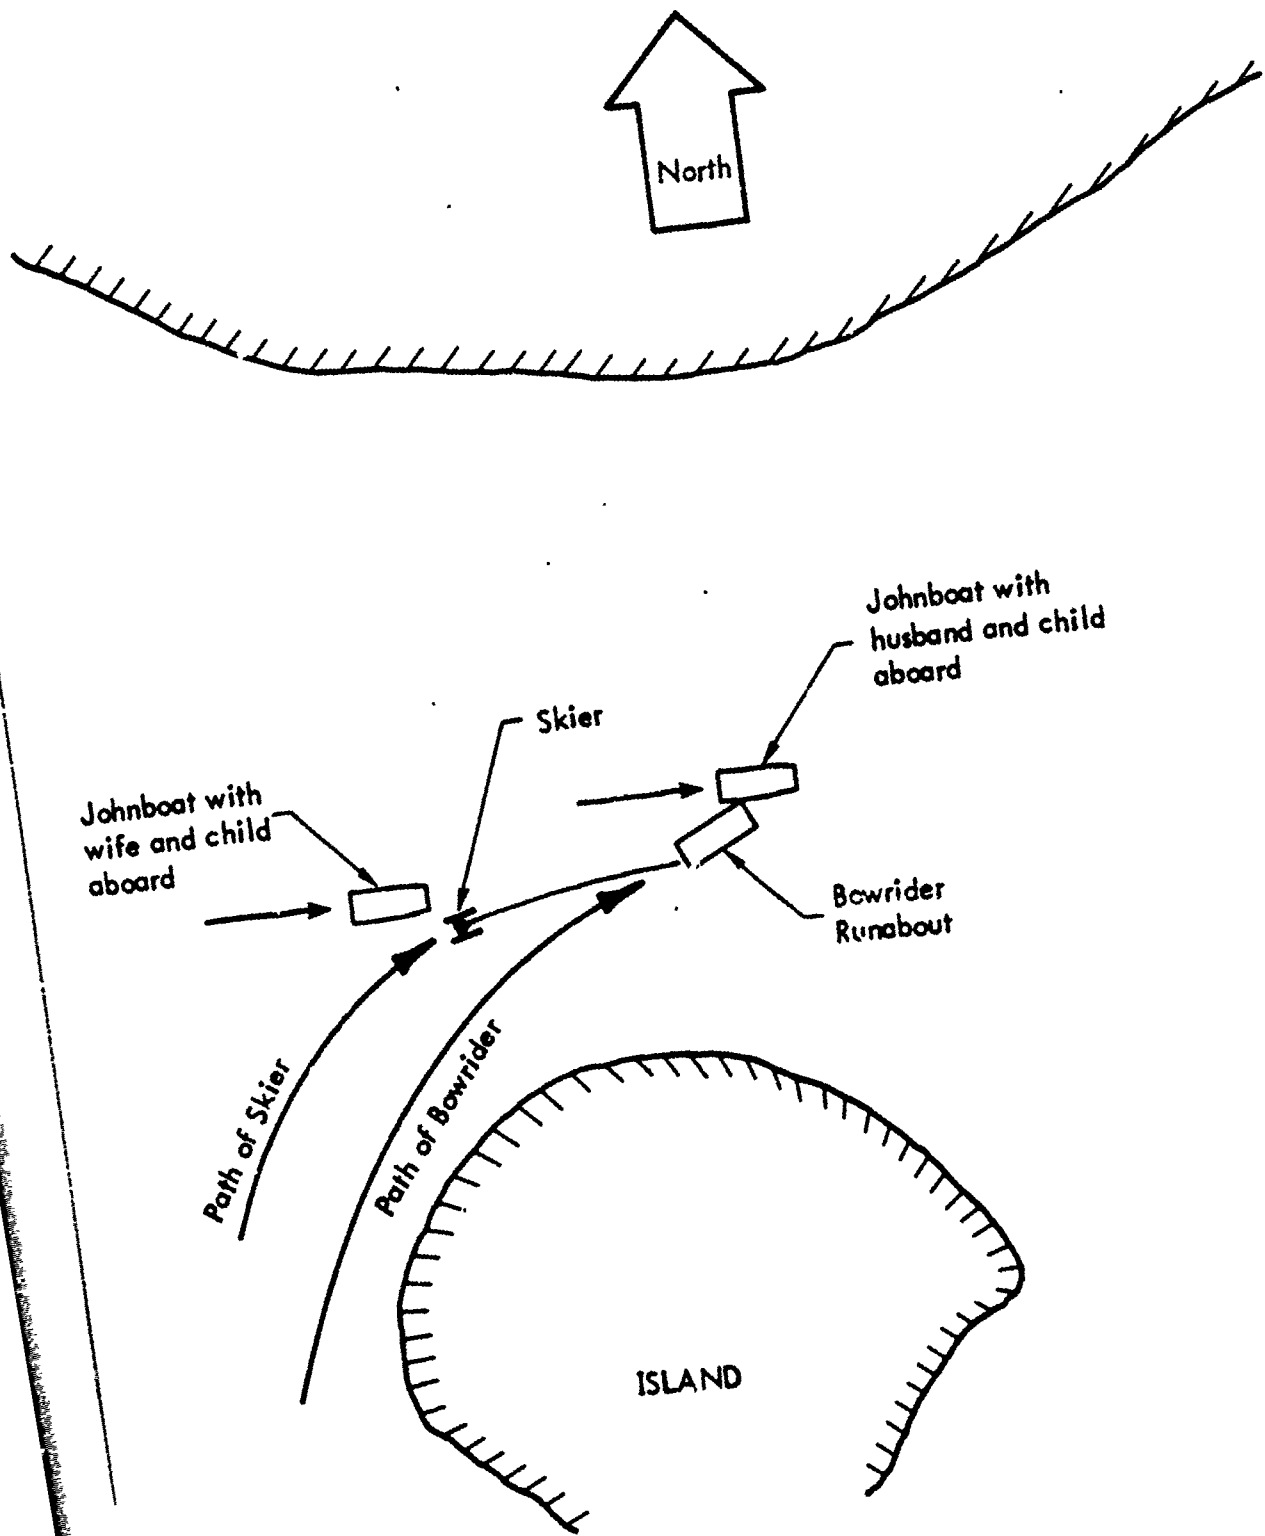 North
Johnboat with
husband and child
aboard
Skier
Johnboat with
wife and child
aboard
Bowrider
Runabout
Path of Skier
Path of Bowrider
ISLAND